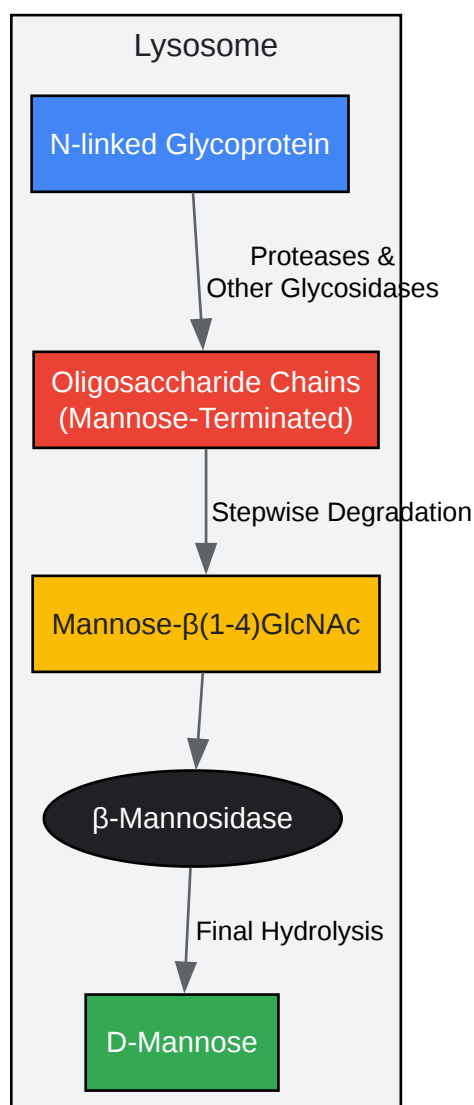 Lysosome
N-linked Glycoprotein
Proteases &
Other Glycosidases
Oligosaccharide Chains
(Mannose-Terminated)
Stepwise Degradation
Mannose-β(1-4)GlcNAc
β-Mannosidase
Final Hydrolysis
D-Mannose